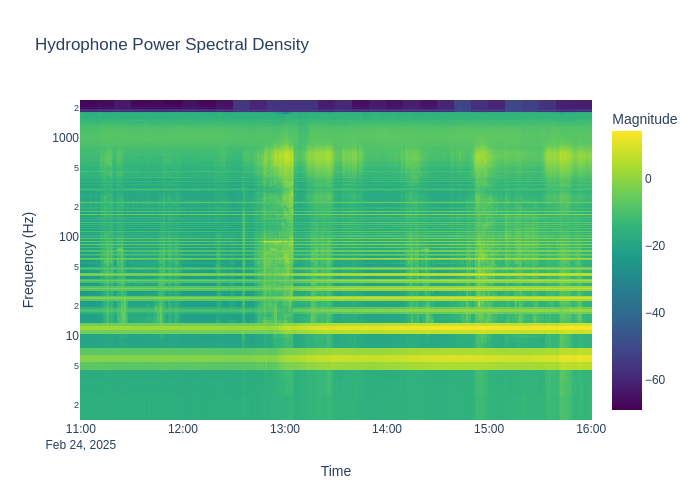 Hydrophone Power Spectral Density
Magnitude
0
−20
−40
−60
2
1000
5
2
100
5
2
10
5
2
Frequency (Hz)
11:00 12:00 13:00 14:00 15:00 16:00
Feb 24, 2025
Time